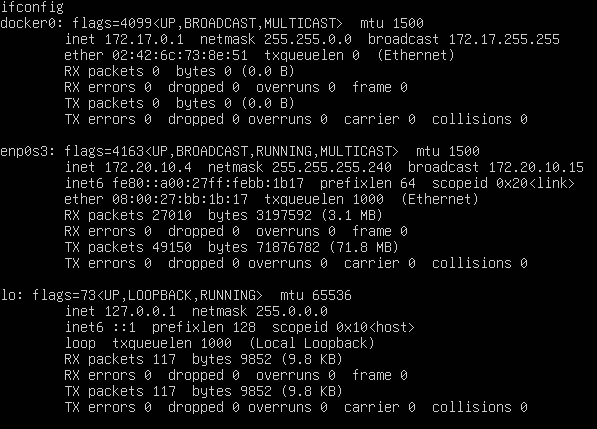 ifconfig
docker0: flags=4099<UP,BROADCAST,MULTICAST>  mtu 1500
        inet 172.17.0.1  netmask 255.255.0.0  broadcast 172.17.255.255
        ether 02:42:6c:73:8e:51  txqueuelen 0  (Ethernet)
        RX packets 0  bytes 0 (0.0 B)
        RX errors 0  dropped 0  overruns 0  frame 0
        TX packets 0  bytes 0 (0.0 B)
        TX errors 0  dropped 0 overruns 0  carrier 0  collisions 0

enp0s3: flags=4163<UP,BROADCAST,RUNNING,MULTICAST>  mtu 1500
        inet 172.20.10.4  netmask 255.255.255.240  broadcast 172.20.10.15
        inet6 fe80::a00:27ff:febb:1b17  prefixlen 64  scopeid 0x20<link>
        ether 08:00:27:bb:1b:17  txqueuelen 1000  (Ethernet)
        RX packets 27010  bytes 3197592 (3.1 MB)
        RX errors 0  dropped 0  overruns 0  frame 0
        TX packets 49150  bytes 71876782 (71.8 MB)
        TX errors 0  dropped 0 overruns 0  carrier 0  collisions 0

lo: flags=73<UP,LOOPBACK,RUNNING>  mtu 65536
        inet 127.0.0.1  netmask 255.0.0.0
        inet6 ::1  prefixlen 128  scopeid 0x10<host>
        loop  txqueuelen 1000  (Local Loopback)
        RX packets 117  bytes 9852 (9.8 KB)
        RX errors 0  dropped 0  overruns 0  frame 0
        TX packets 117  bytes 9852 (9.8 KB)
        TX errors 0  dropped 0 overruns 0  carrier 0  collisions 0